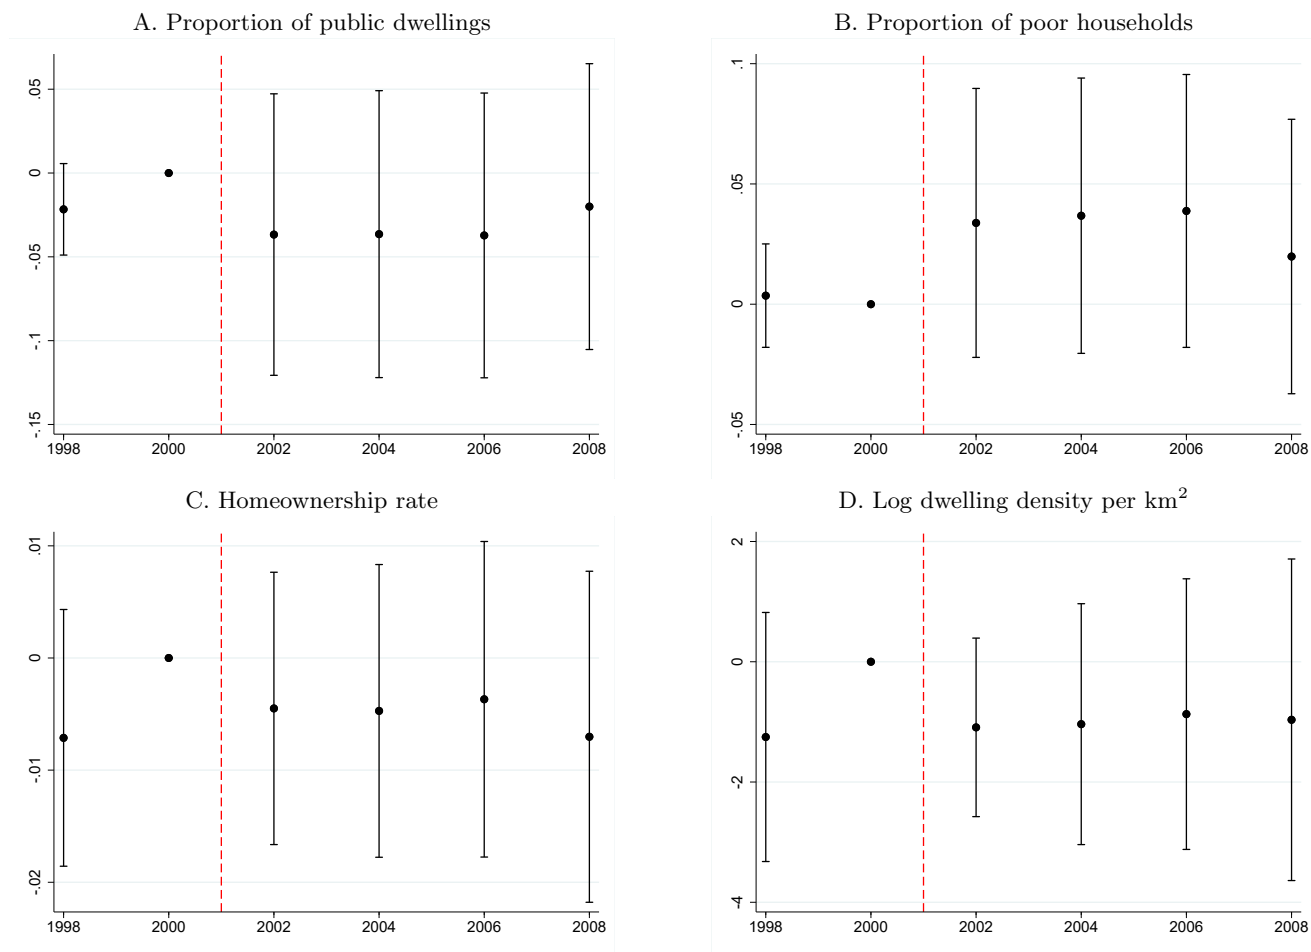 A. Proportion of public dwellings
.05
0
-.05
-.1
-.15
1998 2000 2002 2004 2006 2008
B. Proportion of poor households
.1
.05
0
-.05
1998 2000 2002 2004 2006 2008
C. Homeownership rate
.01
0
-.01
-.02
1998 2000 2002 2004 2006 2008
D. Log dwelling density per km²
2
0
-2
-4
1998 2000 2002 2004 2006 2008